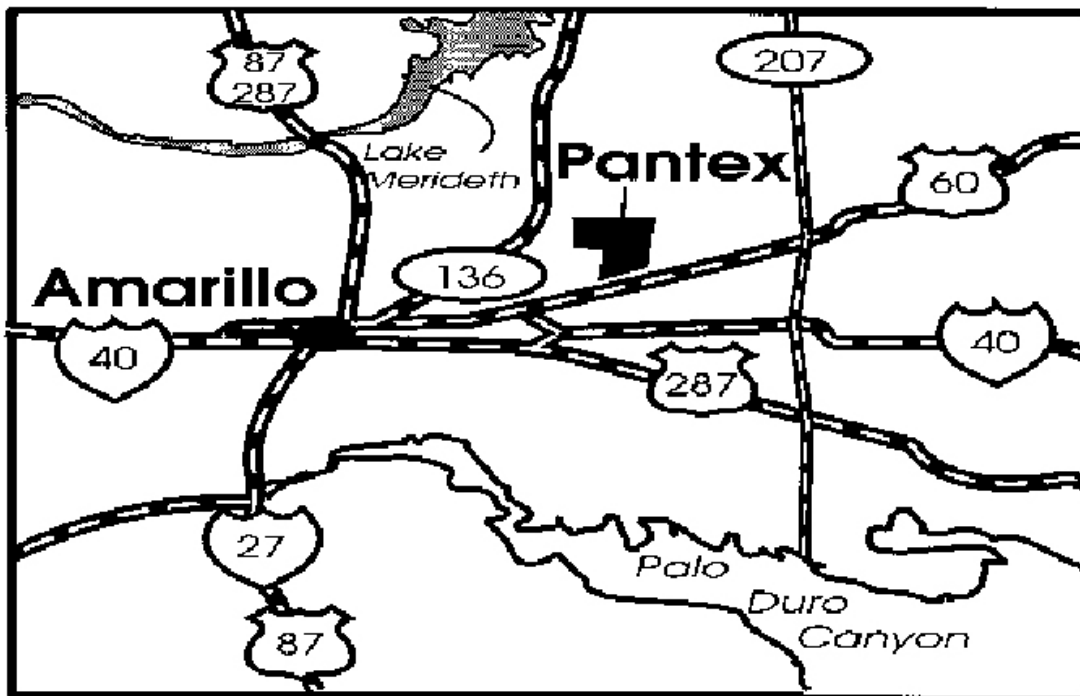 87
287
207
Lake
Merideth
Pantex
60
136
Amarillo
40
40
287
27
Palo
Duro
Canyon
87